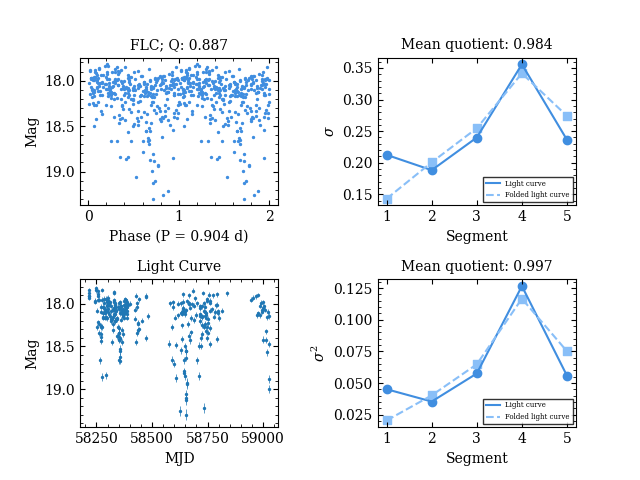 FLC; Q: 0.887
Mag
18.0
18.5
19.0
0
1
2
Phase (P = 0.904 d)
Mean quotient: 0.984
σ
0.35
0.30
0.25
0.20
0.15
1
2
3
4
5
Segment
Light curve
Folded light curve
Light Curve
Mag
18.0
18.5
19.0
58250
58500
58750
59000
MJD
Mean quotient: 0.997
σ²
0.125
0.100
0.075
0.050
0.025
1
2
3
4
5
Segment
Light curve
Folded light curve